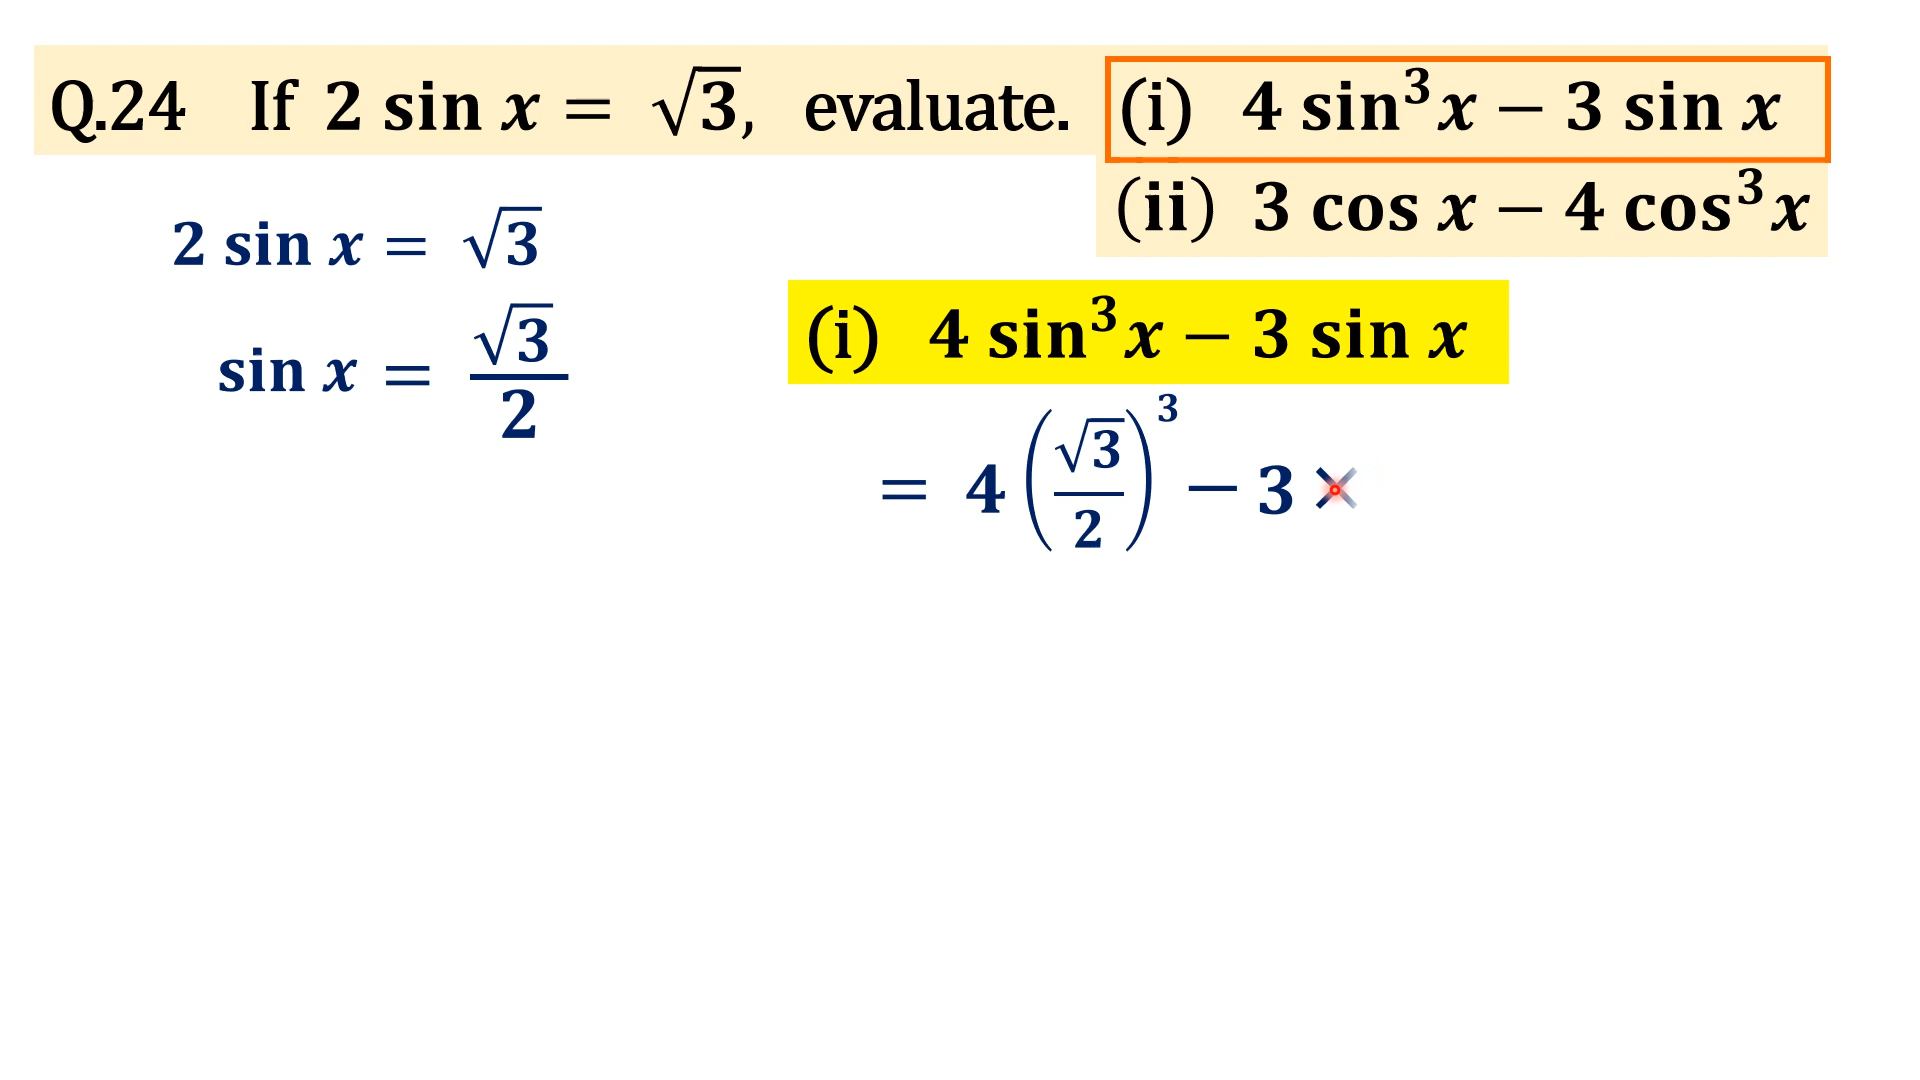 Q.24 If 2 sin x = √3, evaluate. (i) 4 sin³x − 3 sin x
(ii) 3 cos x − 4 cos³x
2 sin x = √3
sin x = √3/2
(i) 4 sin³x − 3 sin x
= 4 (√3/2)³ − 3 ×